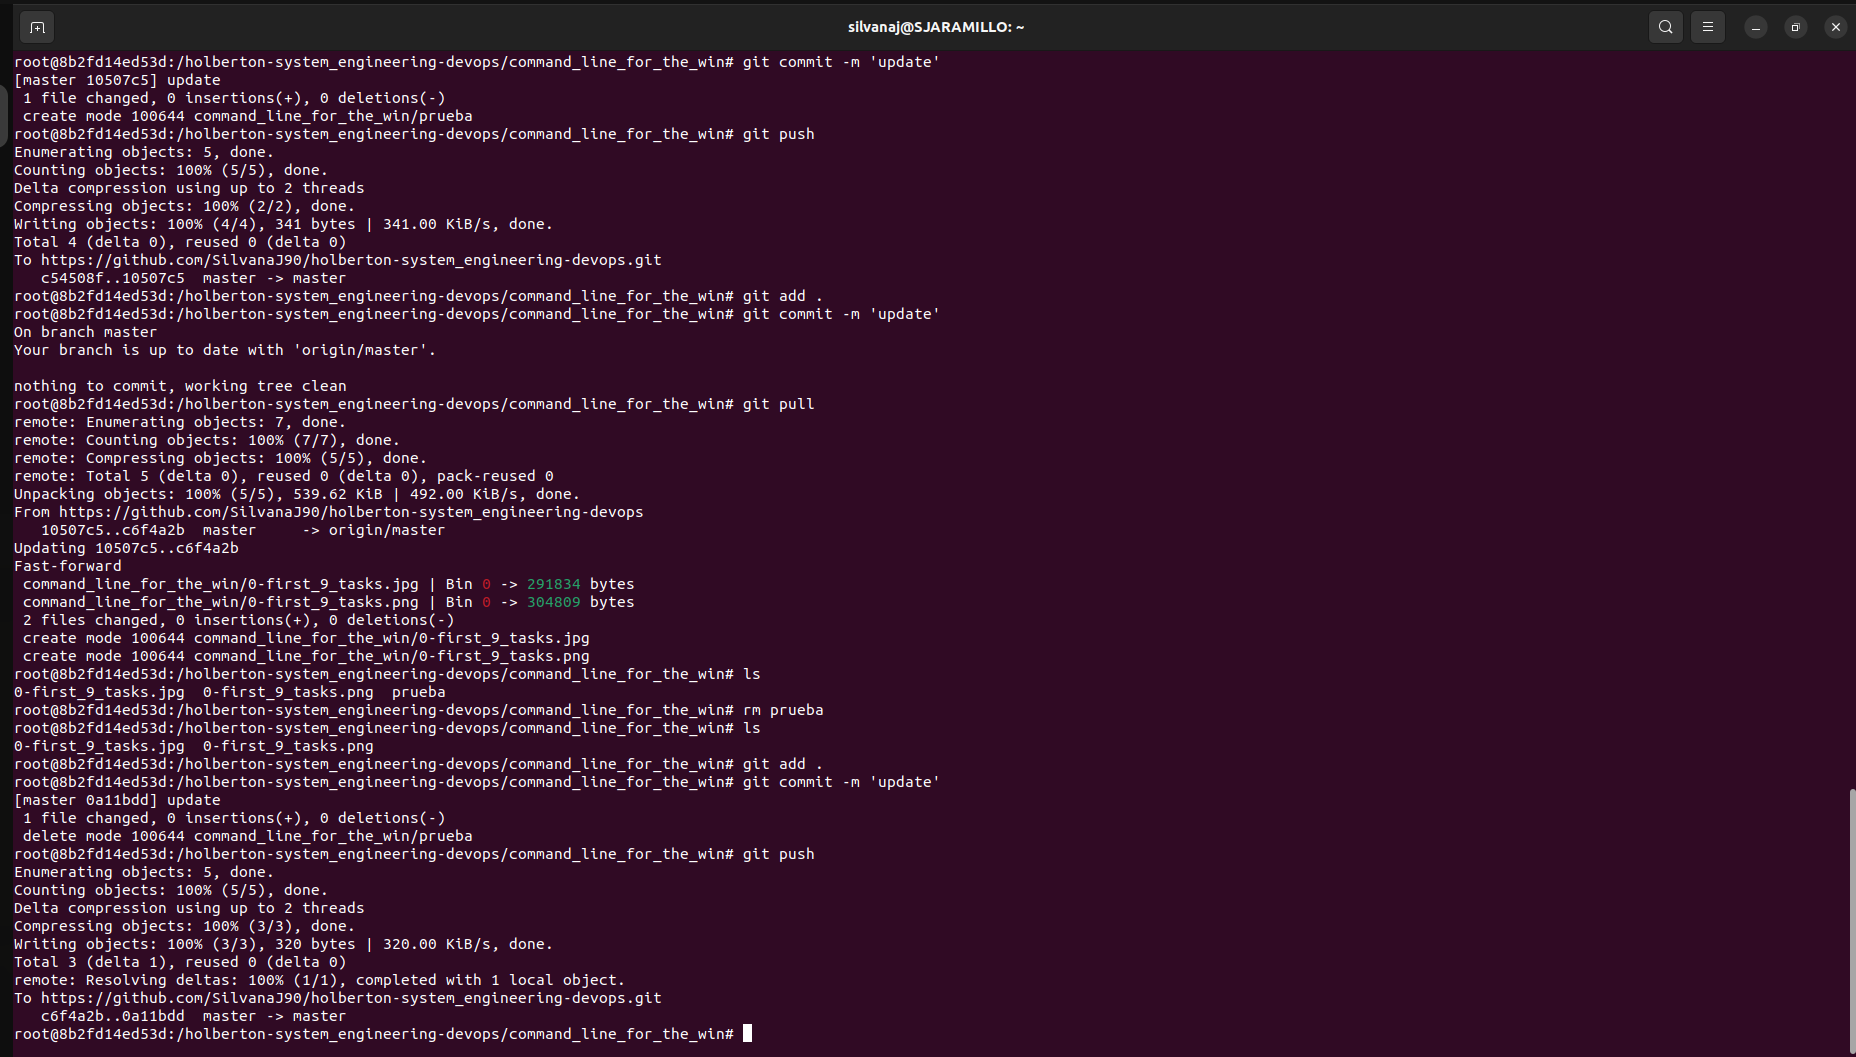 silvanaj@SJARAMILLO: ~
root@8b2fd14ed53d:/holberton-system_engineering-devops/command_line_for_the_win# git commit -m 'update'
[master 10507c5] update
 1 file changed, 0 insertions(+), 0 deletions(-)
 create mode 100644 command_line_for_the_win/prueba
root@8b2fd14ed53d:/holberton-system_engineering-devops/command_line_for_the_win# git push
Enumerating objects: 5, done.
Counting objects: 100% (5/5), done.
Delta compression using up to 2 threads
Compressing objects: 100% (2/2), done.
Writing objects: 100% (4/4), 341 bytes | 341.00 KiB/s, done.
Total 4 (delta 0), reused 0 (delta 0)
To https://github.com/SilvanaJ90/holberton-system_engineering-devops.git
   c54508f..10507c5  master -> master
root@8b2fd14ed53d:/holberton-system_engineering-devops/command_line_for_the_win# git add .
root@8b2fd14ed53d:/holberton-system_engineering-devops/command_line_for_the_win# git commit -m 'update'
On branch master
Your branch is up to date with 'origin/master'.

nothing to commit, working tree clean
root@8b2fd14ed53d:/holberton-system_engineering-devops/command_line_for_the_win# git pull
remote: Enumerating objects: 7, done.
remote: Counting objects: 100% (7/7), done.
remote: Compressing objects: 100% (5/5), done.
remote: Total 5 (delta 0), reused 0 (delta 0), pack-reused 0
Unpacking objects: 100% (5/5), 539.62 KiB | 492.00 KiB/s, done.
From https://github.com/SilvanaJ90/holberton-system_engineering-devops
   10507c5..c6f4a2b  master     -> origin/master
Updating 10507c5..c6f4a2b
Fast-forward
 command_line_for_the_win/0-first_9_tasks.jpg | Bin 0 -> 291834 bytes
 command_line_for_the_win/0-first_9_tasks.png | Bin 0 -> 304809 bytes
 2 files changed, 0 insertions(+), 0 deletions(-)
 create mode 100644 command_line_for_the_win/0-first_9_tasks.jpg
 create mode 100644 command_line_for_the_win/0-first_9_tasks.png
root@8b2fd14ed53d:/holberton-system_engineering-devops/command_line_for_the_win# ls
0-first_9_tasks.jpg  0-first_9_tasks.png  prueba
root@8b2fd14ed53d:/holberton-system_engineering-devops/command_line_for_the_win# rm prueba
root@8b2fd14ed53d:/holberton-system_engineering-devops/command_line_for_the_win# ls
0-first_9_tasks.jpg  0-first_9_tasks.png
root@8b2fd14ed53d:/holberton-system_engineering-devops/command_line_for_the_win# git add .
root@8b2fd14ed53d:/holberton-system_engineering-devops/command_line_for_the_win# git commit -m 'update'
[master 0a11bdd] update
 1 file changed, 0 insertions(+), 0 deletions(-)
 delete mode 100644 command_line_for_the_win/prueba
root@8b2fd14ed53d:/holberton-system_engineering-devops/command_line_for_the_win# git push
Enumerating objects: 5, done.
Counting objects: 100% (5/5), done.
Delta compression using up to 2 threads
Compressing objects: 100% (3/3), done.
Writing objects: 100% (3/3), 320 bytes | 320.00 KiB/s, done.
Total 3 (delta 1), reused 0 (delta 0)
remote: Resolving deltas: 100% (1/1), completed with 1 local object.
To https://github.com/SilvanaJ90/holberton-system_engineering-devops.git
   c6f4a2b..0a11bdd  master -> master
root@8b2fd14ed53d:/holberton-system_engineering-devops/command_line_for_the_win#